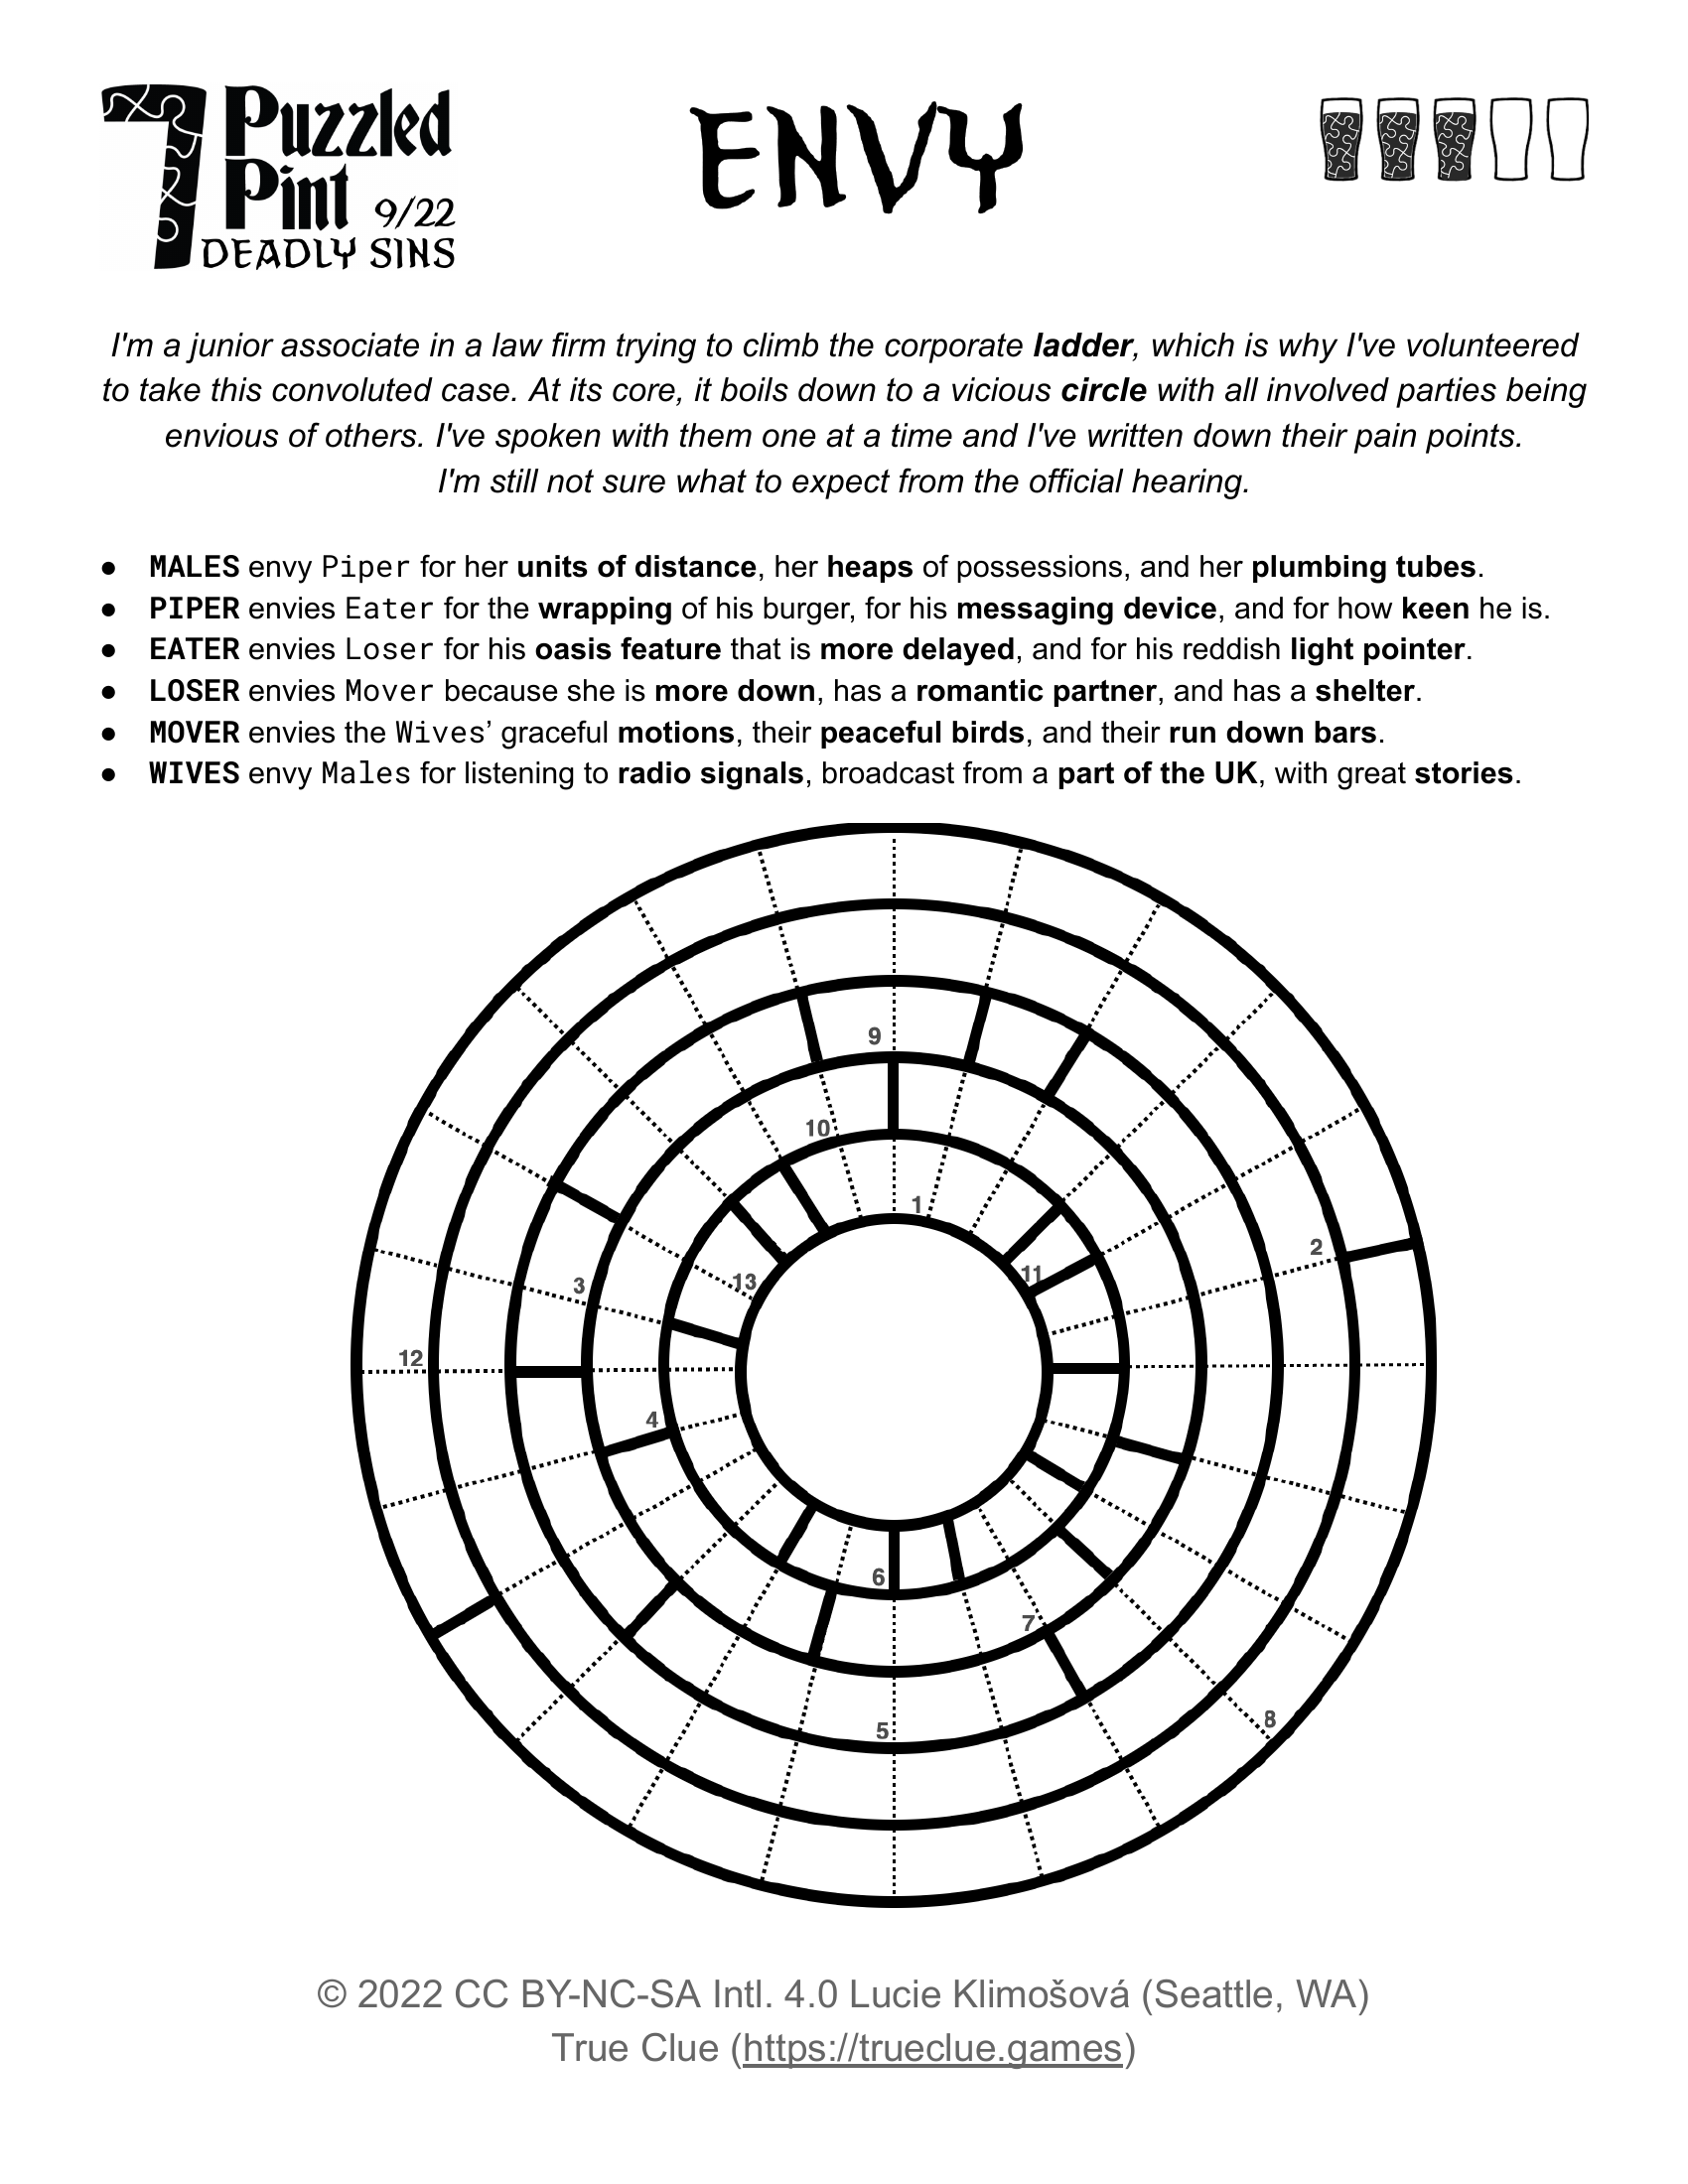 7 Puzzled
Pint 9/22
DEADLY SINS
ENVY
I'm a junior associate in a law firm trying to climb the corporate ladder, which is why I've volunteered
to take this convoluted case. At its core, it boils down to a vicious circle with all involved parties being
envious of others. I've spoken with them one at a time and I've written down their pain points.
I'm still not sure what to expect from the official hearing.
● MALES envy Piper for her units of distance, her heaps of possessions, and her plumbing tubes.
● PIPER envies Eater for the wrapping of his burger, for his messaging device, and for how keen he is.
● EATER envies Loser for his oasis feature that is more delayed, and for his reddish light pointer.
● LOSER envies Mover because she is more down, has a romantic partner, and has a shelter.
● MOVER envies the Wives’ graceful motions, their peaceful birds, and their run down bars.
● WIVES envy Males for listening to radio signals, broadcast from a part of the UK, with great stories.
9
10
1
2
11
13
3
12
4
6
7
8
5
© 2022 CC BY-NC-SA Intl. 4.0 Lucie Klimošová (Seattle, WA)
True Clue (https://trueclue.games)